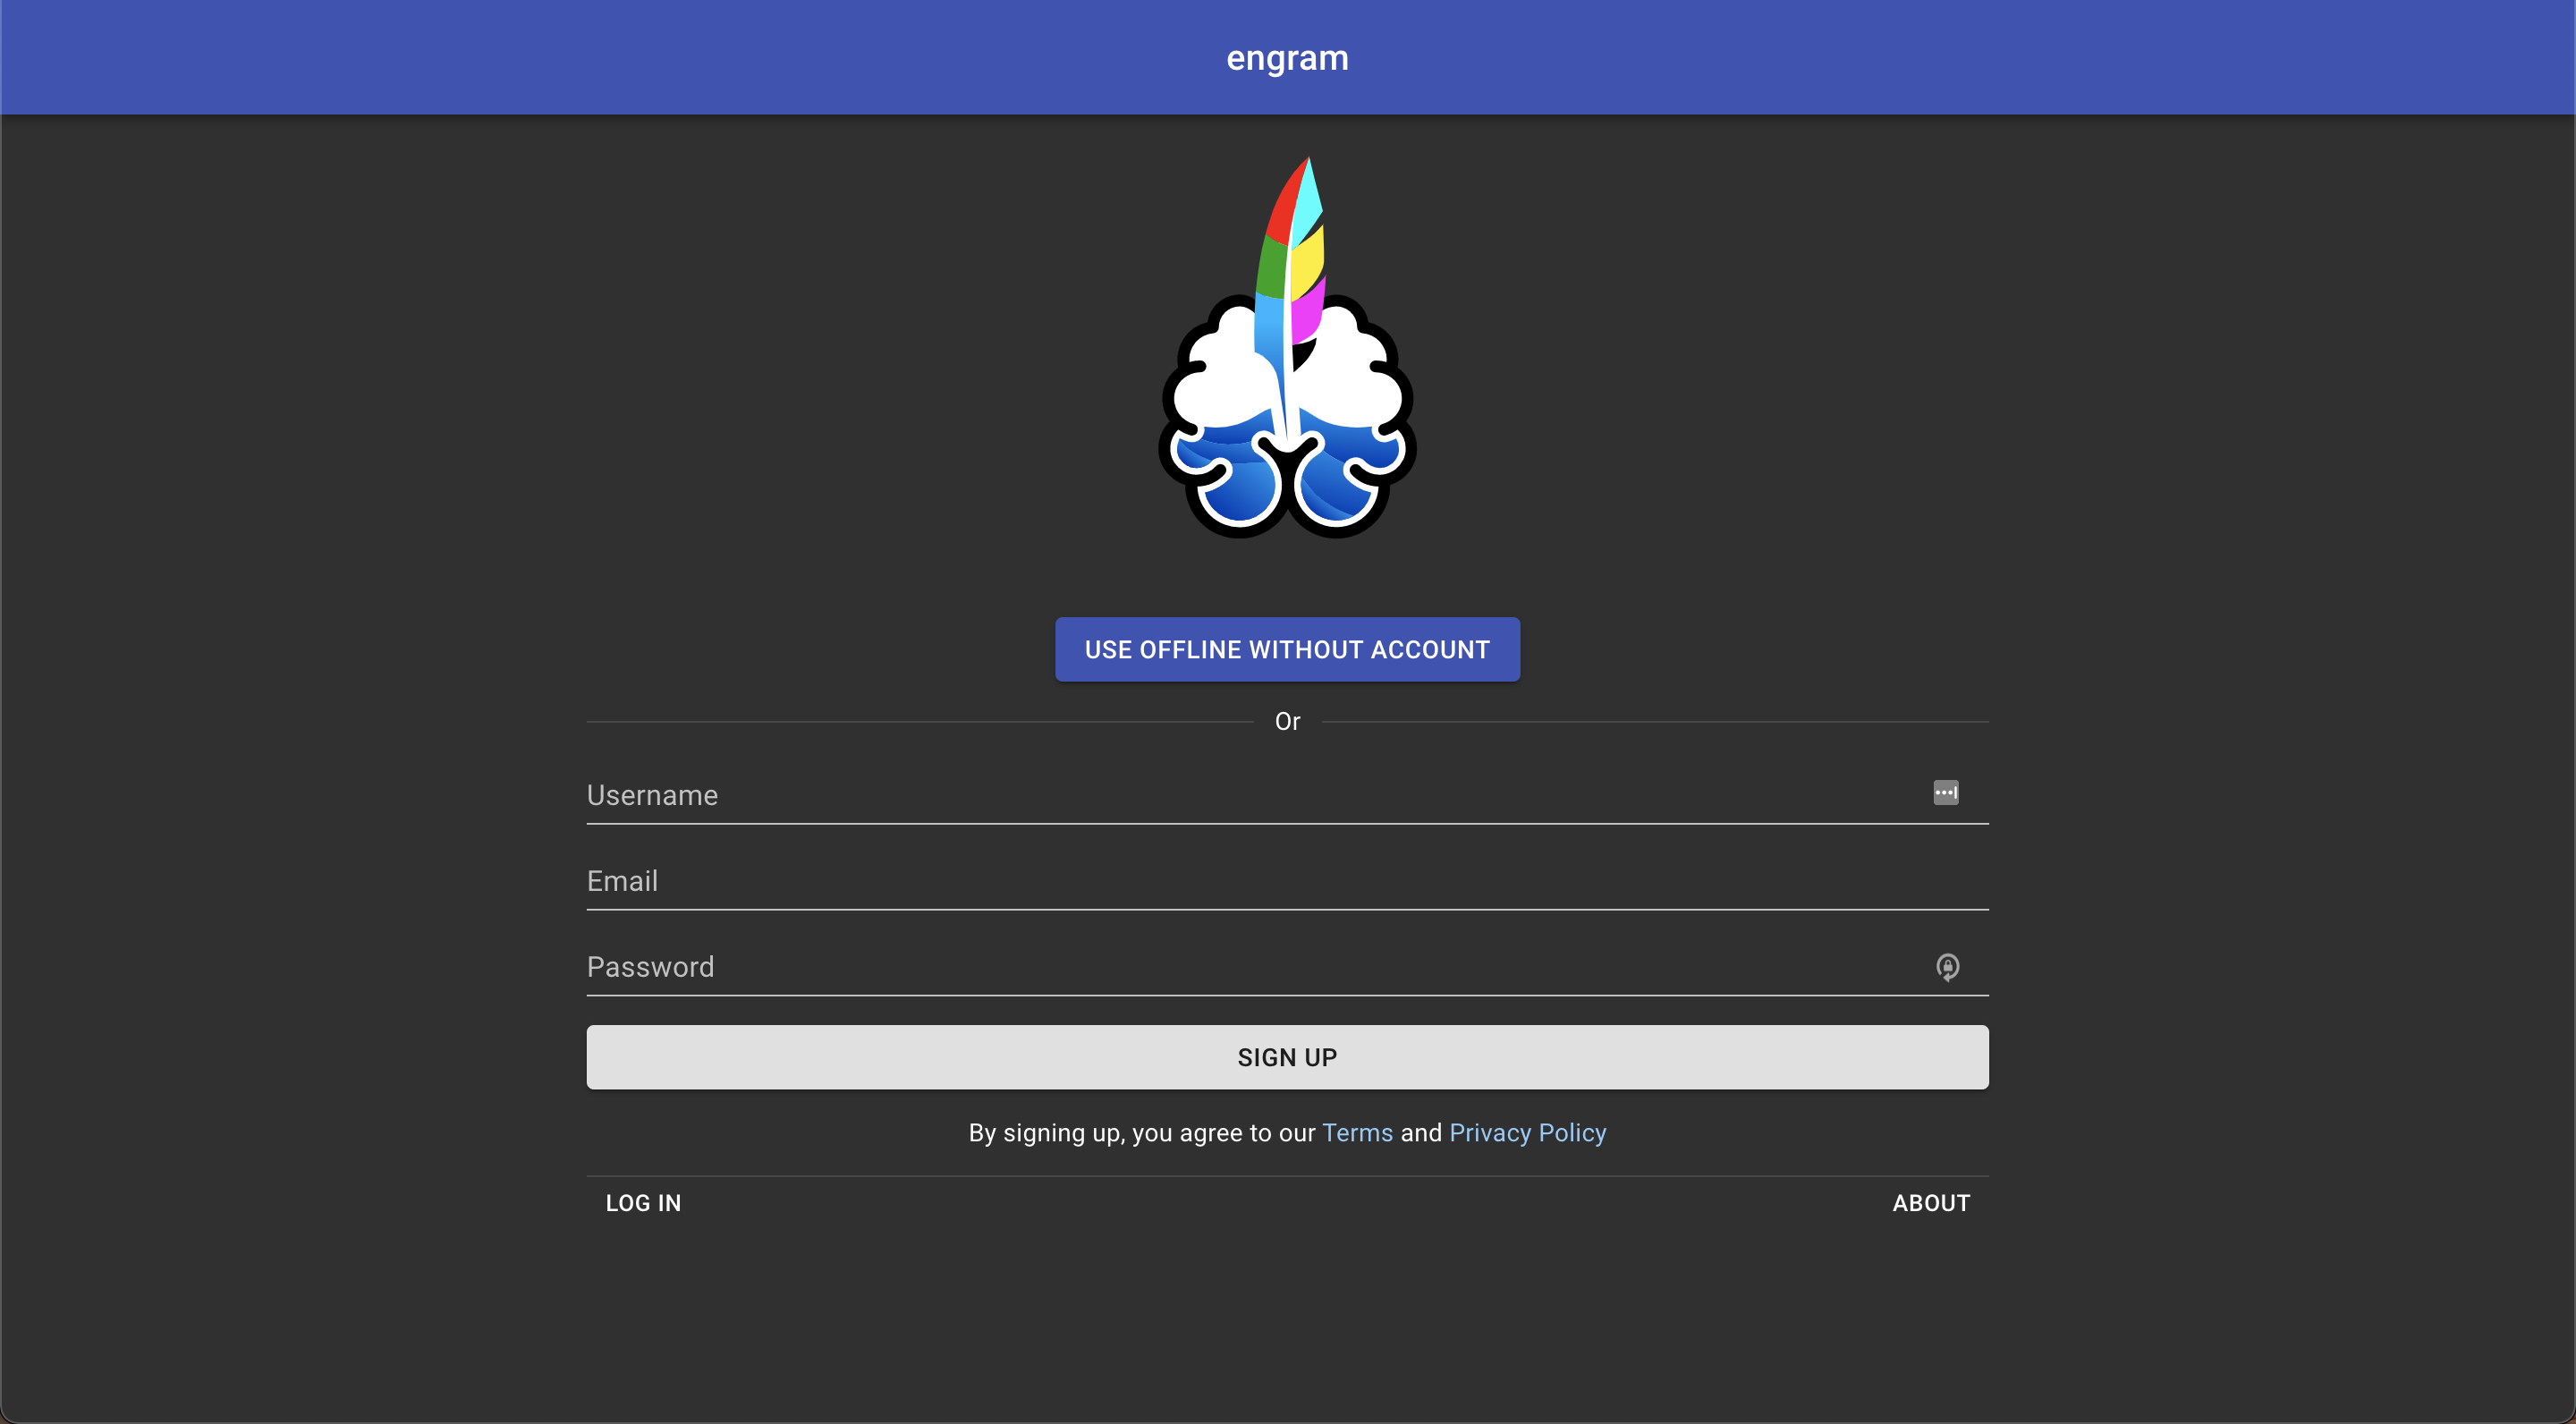 engram
USE OFFLINE WITHOUT ACCOUNT
Or
Username
Email
Password
SIGN UP
By signing up, you agree to our Terms and Privacy Policy
LOG IN
ABOUT